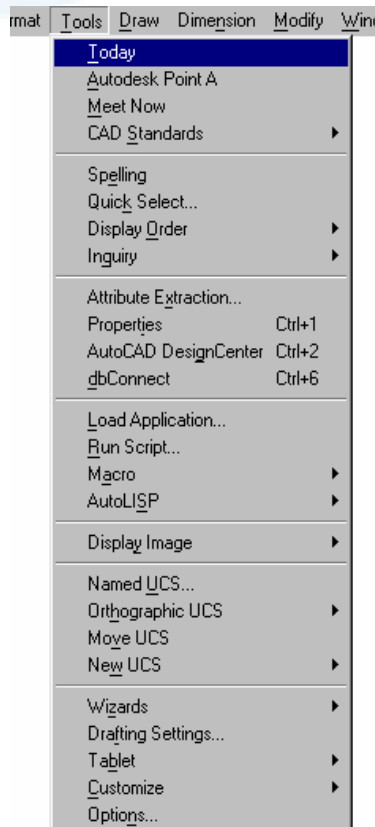 rmat Tools Draw Dimension Modify Wind
Today
Autodesk Point A
Meet Now
CAD Standards
Spelling
Quick Select...
Display Order
Inquiry
Attribute Extraction...
Properties Ctrl+1
AutoCAD DesignCenter Ctrl+2
dbConnect Ctrl+6
Load Application...
Run Script...
Macro
AutoLISP
Display Image
Named UCS...
Orthographic UCS
Move UCS
New UCS
Wizards
Drafting Settings...
Tablet
Customize
Options...